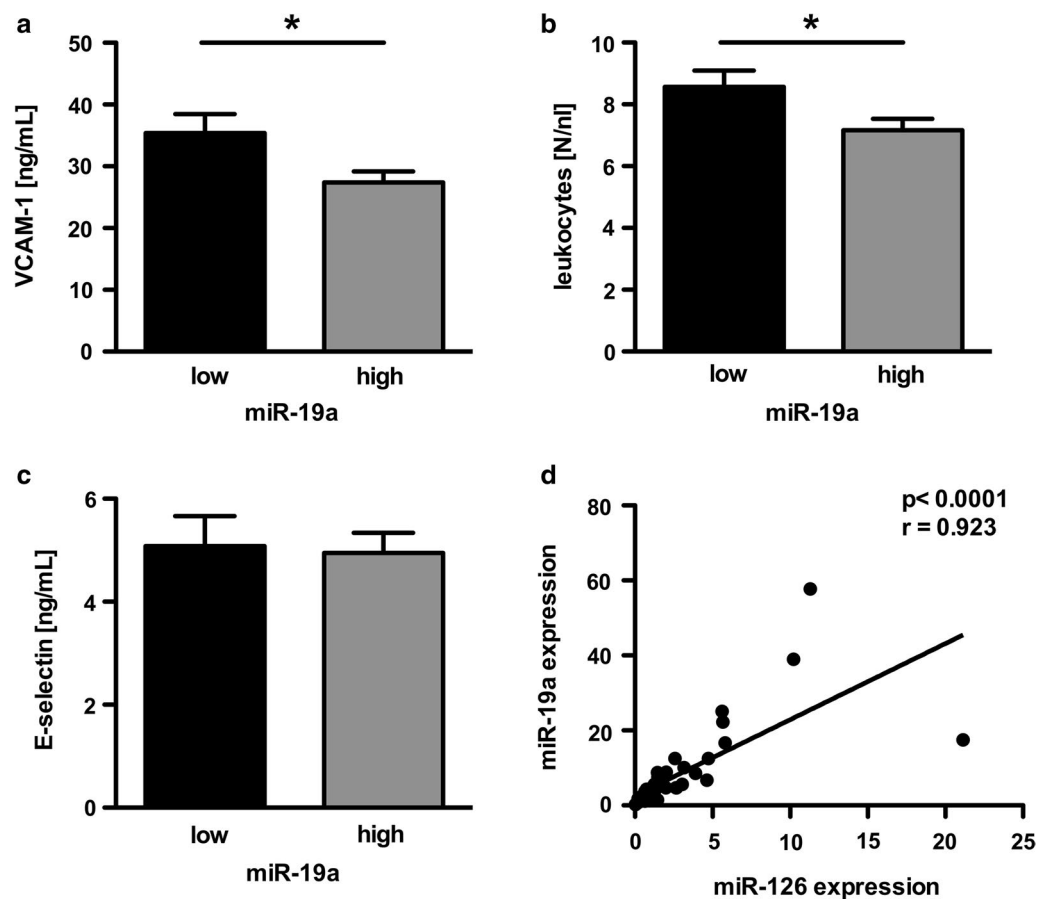 a
*
VCAM-1 [ng/mL]
50
40
30
20
10
0
low
high
miR-19a
b
*
leukocytes [N/nl]
10
8
6
4
2
0
low
high
miR-19a
c
E-selectin [ng/mL]
6
4
2
0
low
high
miR-19a
d
p< 0.0001
r = 0.923
miR-19a expression
80
60
40
20
0
0
5
10
15
20
25
miR-126 expression